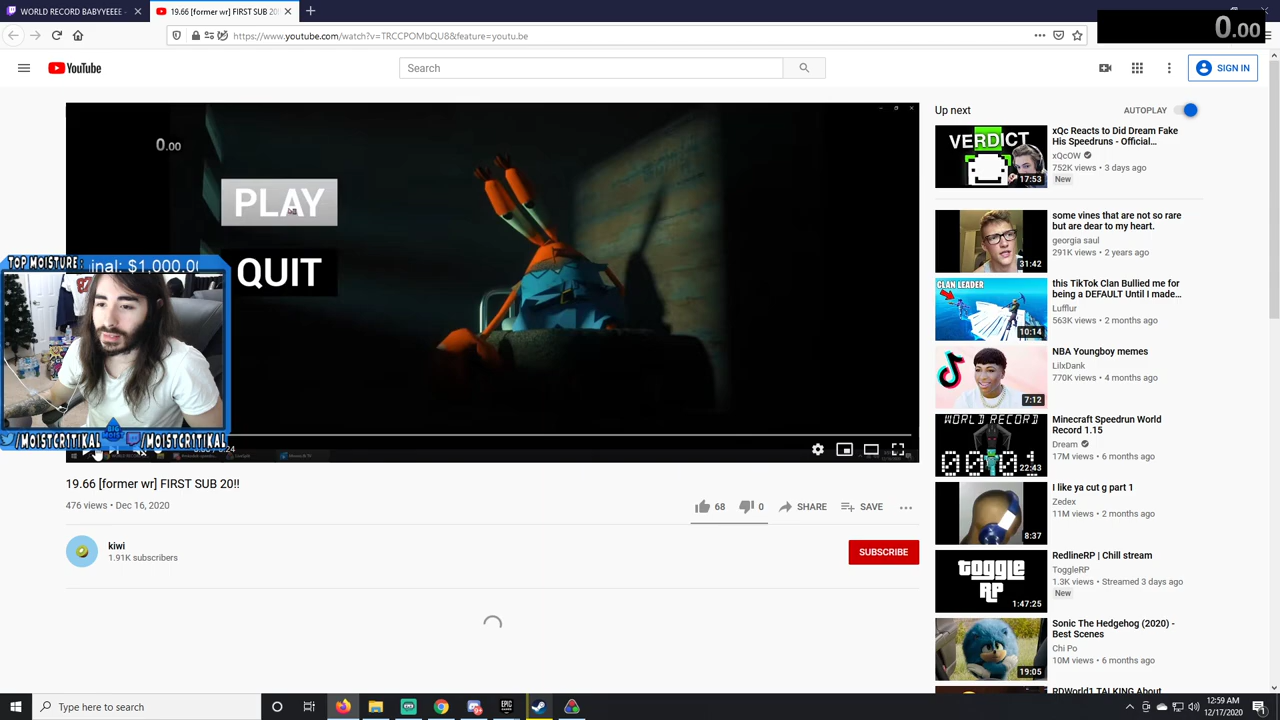 WORLD RECORD BABYYEEEE -
19.66 [former wr] FIRST SUB 20!
0.00
https://www.youtube.com/watch?v=TRCCPOMbQU8&feature=youtu.be
YouTube
Search
SIGN IN
0.00
PLAY
QUIT
TOP MOISTURE:
inal: $1,000.0
BIG MOIST
/MOISTCR1TIKAL
/MOISTCR1TIKAL
0:24
19.66 [former wr] FIRST SUB 20!!
476 views • Dec 16, 2020
68
0
SHARE
SAVE
kiwi
1.91K subscribers
SUBSCRIBE
Up next
AUTOPLAY
VERDICT
17:53
xQc Reacts to Did Dream Fake
His Speedruns - Official...
xQcOW
752K views • 3 days ago
New
31:42
some vines that are not so rare
but are dear to my heart.
georgia saul
291K views • 2 years ago
CLAN LEADER
10:14
this TikTok Clan Bullied me for
being a DEFAULT Until I made...
Lufflur
563K views • 2 months ago
7:12
NBA Youngboy memes
LilxDank
770K views • 4 months ago
WORLD RECORD
22:43
Minecraft Speedrun World
Record 1.15
Dream
17M views • 6 months ago
8:37
I like ya cut g part 1
Zedex
11M views • 2 months ago
toggle
RP
1:47:25
RedlineRP | Chill stream
ToggleRP
1.3K views • Streamed 3 days ago
New
19:05
Sonic The Hedgehog (2020) -
Best Scenes
Chi Po
10M views • 6 months ago
RDWorld1 TALKING About
Type here to search
12:59 AM
12/17/2020